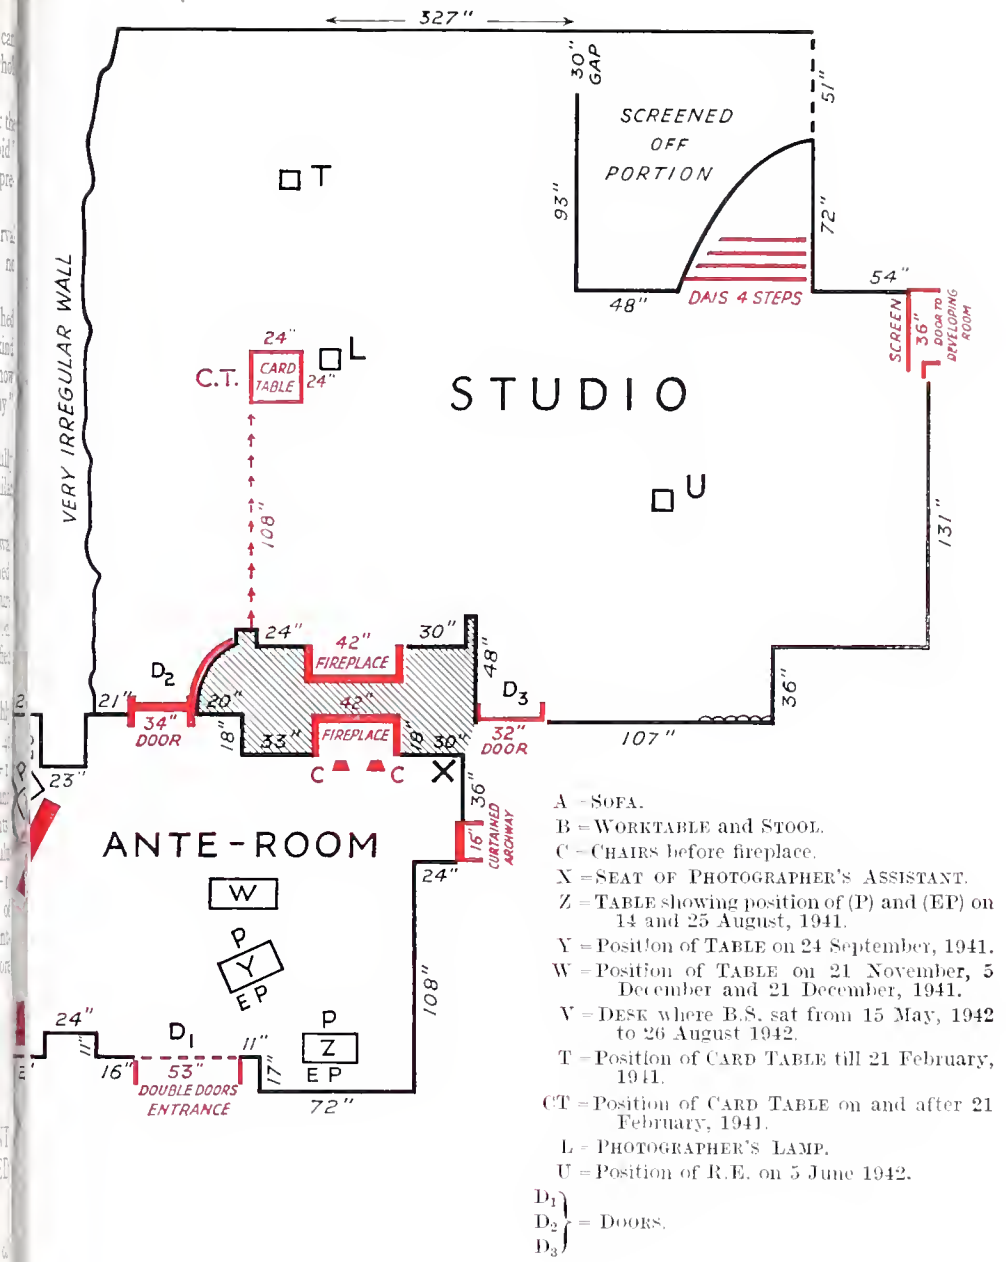 327"
30" GAP
51"
SCREENED
OFF
PORTION
T
93"
72"
VERY IRREGULAR WALL
48"
DAIS 4 STEPS
54"
SCREEN
36"
DOOR TO
DEVELOPING
ROOM
24"
C.T.
CARD
TABLE
24"
L
STUDIO
U
108"
131"
D2
24"
42"
FIREPLACE
30"
48"
D3
36"
21"
34"
DOOR
20"
18"
33"
42"
FIREPLACE
18"
30"
32"
DOOR
107"
23"
C
C
X
36"
16"
CURTAINED
ARCHWAY
ANTE-ROOM
24"
W
P
Y
EP
108"
P
Z
EP
24"
11"
16"
D1
53"
DOUBLE DOORS
ENTRANCE
11"
17"
72"
A = SOFA.
B = WORKTABLE and STOOL.
C = CHAIRS before fireplace.
X = SEAT OF PHOTOGRAPHER'S ASSISTANT.
Z = TABLE showing position of (P) and (EP) on
14 and 25 August, 1941.
Y = Position of TABLE on 24 September, 1941.
W = Position of TABLE on 21 November, 5
December and 21 December, 1941.
V = DESK where B.S. sat from 15 May, 1942
to 26 August 1942.
T = Position of CARD TABLE till 21 February,
1941.
CT = Position of CARD TABLE on and after 21
February, 1941.
L = PHOTOGRAPHER'S LAMP.
U = Position of R.E. on 5 June 1942.
D1
D2 = DOORS.
D3